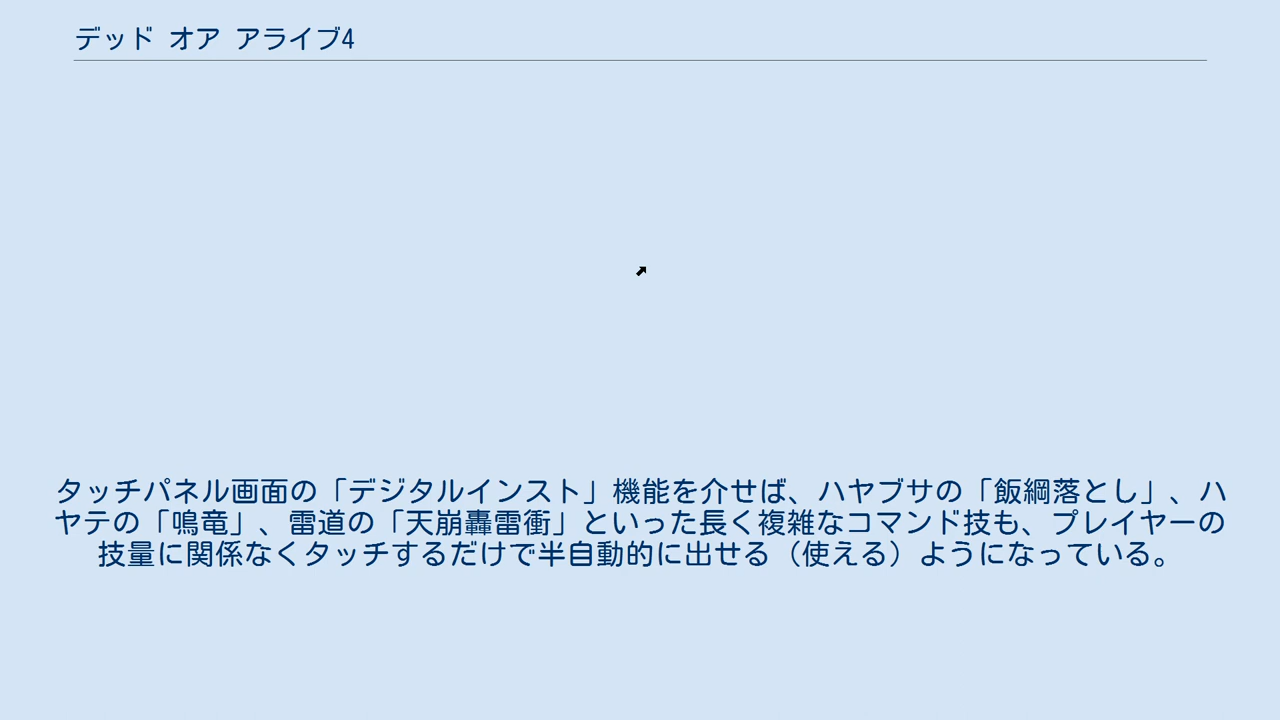 デッド オア アライブ4
タッチパネル画面の「デジタルインスト」機能を介せば、ハヤブサの「飯綱落とし」、ハ
ヤテの「鳴竜」、雷道の「天崩轟雷衝」といった長く複雑なコマンド技も、プレイヤーの
技量に関係なくタッチするだけで半自動的に出せる（使える）ようになっている。